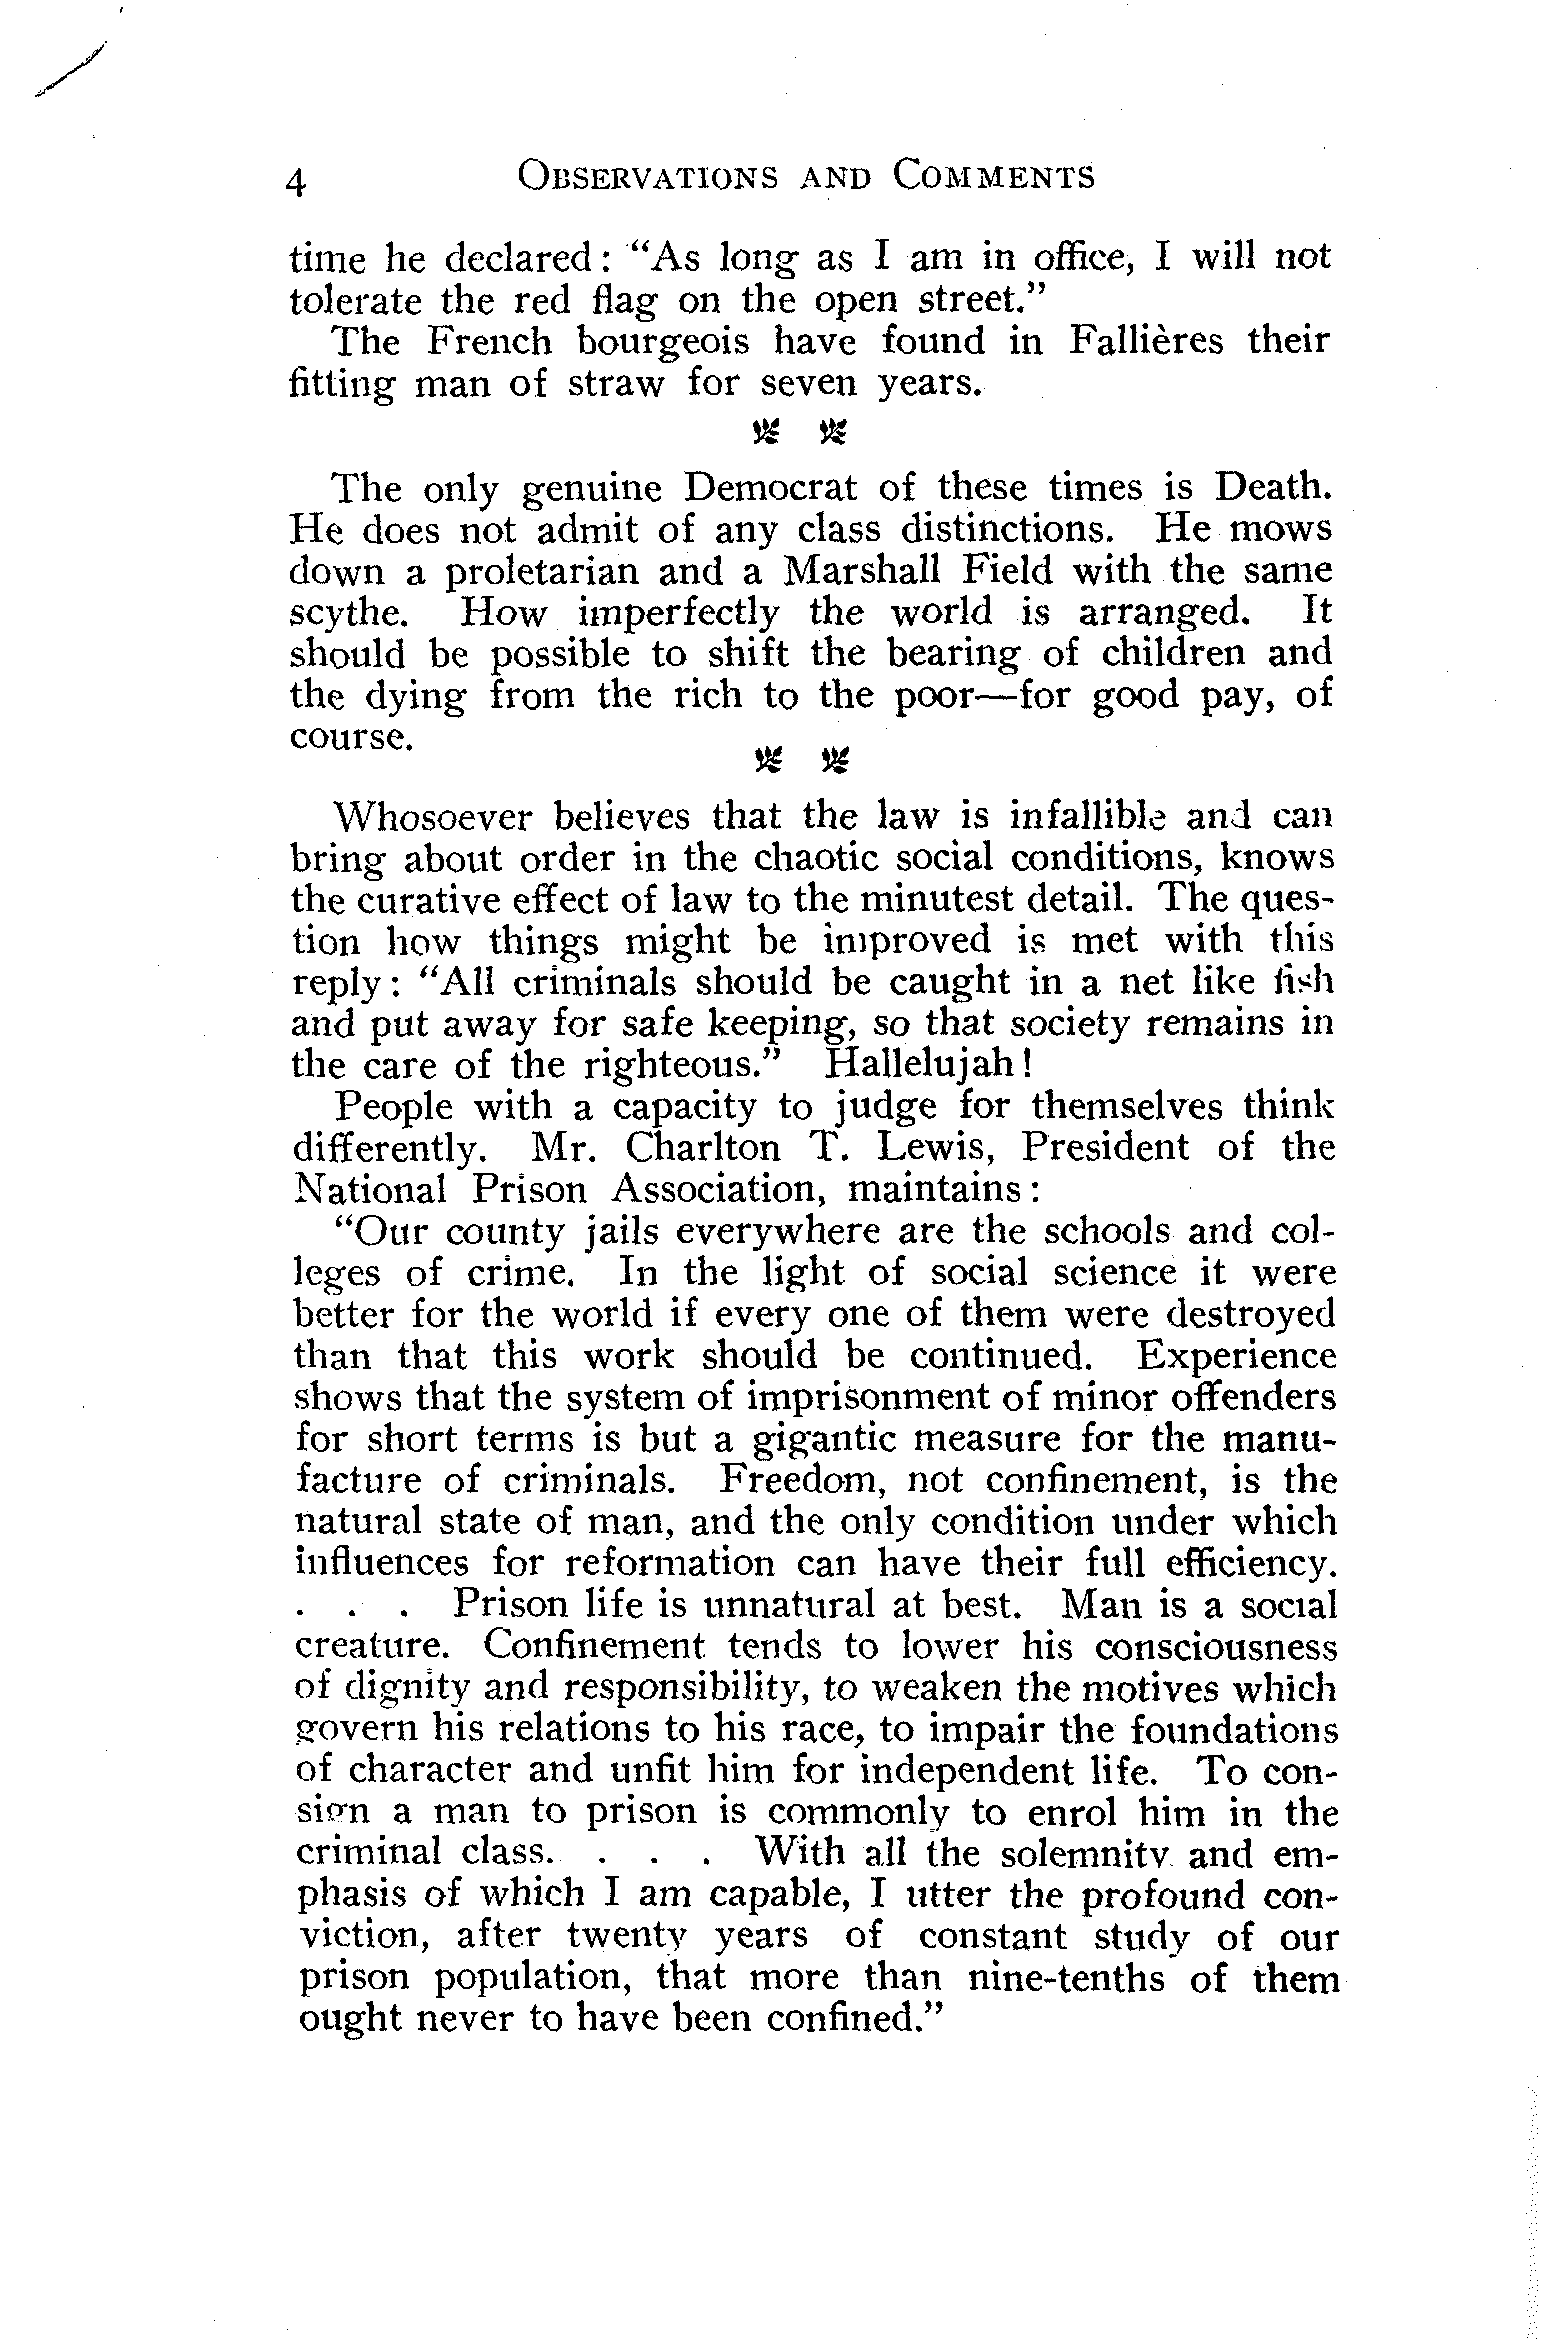 4 Observations and Comments
time he declared: "As long as I am in office, I will not
tolerate the red flag on the open street."
The French bourgeois have found in Fallières their
fitting man of straw for seven years.
The only genuine Democrat of these times is Death.
He does not admit of any class distinctions. He mows
down a proletarian and a Marshall Field with the same
scythe. How imperfectly the world is arranged. It
should be possible to shift the bearing of children and
the dying from the rich to the poor—for good pay, of
course.
Whosoever believes that the law is infallible and can
bring about order in the chaotic social conditions, knows
the curative effect of law to the minutest detail. The ques-
tion how things might be improved is met with this
reply: "All criminals should be caught in a net like fish
and put away for safe keeping, so that society remains in
the care of the righteous." Hallelujah!
People with a capacity to judge for themselves think
differently. Mr. Charlton T. Lewis, President of the
National Prison Association, maintains:
"Our county jails everywhere are the schools and col-
leges of crime. In the light of social science it were
better for the world if every one of them were destroyed
than that this work should be continued. Experience
shows that the system of imprisonment of minor offenders
for short terms is but a gigantic measure for the manu-
facture of criminals. Freedom, not confinement, is the
natural state of man, and the only condition under which
influences for reformation can have their full efficiency.
. . . Prison life is unnatural at best. Man is a social
creature. Confinement tends to lower his consciousness
of dignity and responsibility, to weaken the motives which
govern his relations to his race, to impair the foundations
of character and unfit him for independent life. To con-
sign a man to prison is commonly to enrol him in the
criminal class. . . . With all the solemnity and em-
phasis of which I am capable, I utter the profound con-
viction, after twenty years of constant study of our
prison population, that more than nine-tenths of them
ought never to have been confined."